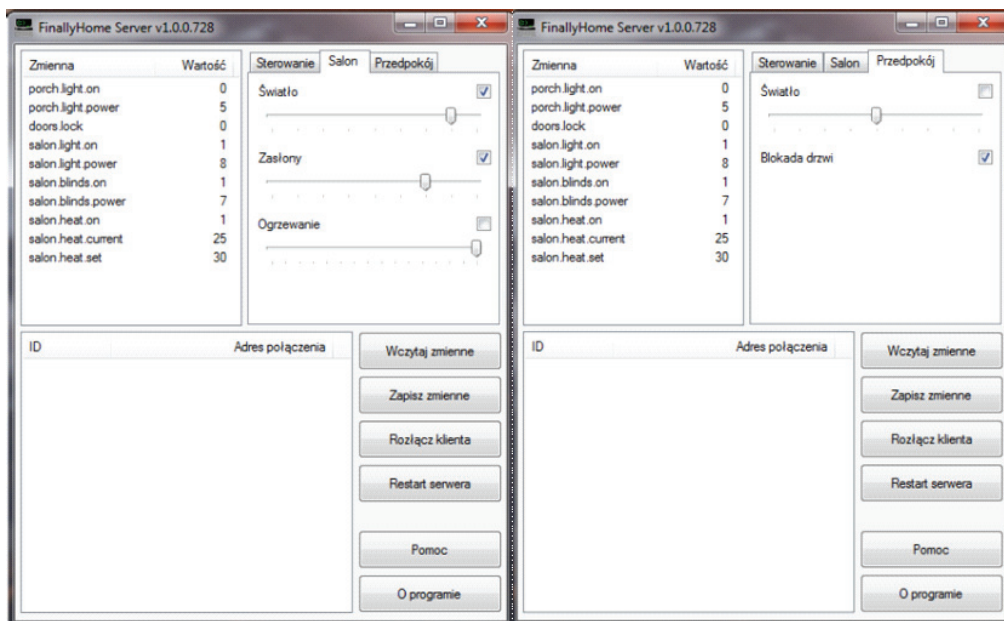 FinallyHome Server v1.0.0.728
Zmienna Wartość
porch.light.on 0
porch.light.power 5
doors.lock 0
salon.light.on 1
salon.light.power 8
salon.blinds.on 1
salon.blinds.power 7
salon.heat.on 1
salon.heat.current 25
salon.heat.set 30
Sterowanie Salon Przedpokój
Światło
Zasłony
Ogrzewanie
ID Adres połączenia
Wczytaj zmienne
Zapisz zmienne
Rozłącz klienta
Restart serwera
Pomoc
O programie
FinallyHome Server v1.0.0.728
Zmienna Wartość
porch.light.on 0
porch.light.power 5
doors.lock 0
salon.light.on 1
salon.light.power 8
salon.blinds.on 1
salon.blinds.power 7
salon.heat.on 1
salon.heat.current 25
salon.heat.set 30
Sterowanie Salon Przedpokój
Światło
Blokada drzwi
ID Adres połączenia
Wczytaj zmienne
Zapisz zmienne
Rozłącz klienta
Restart serwera
Pomoc
O programie